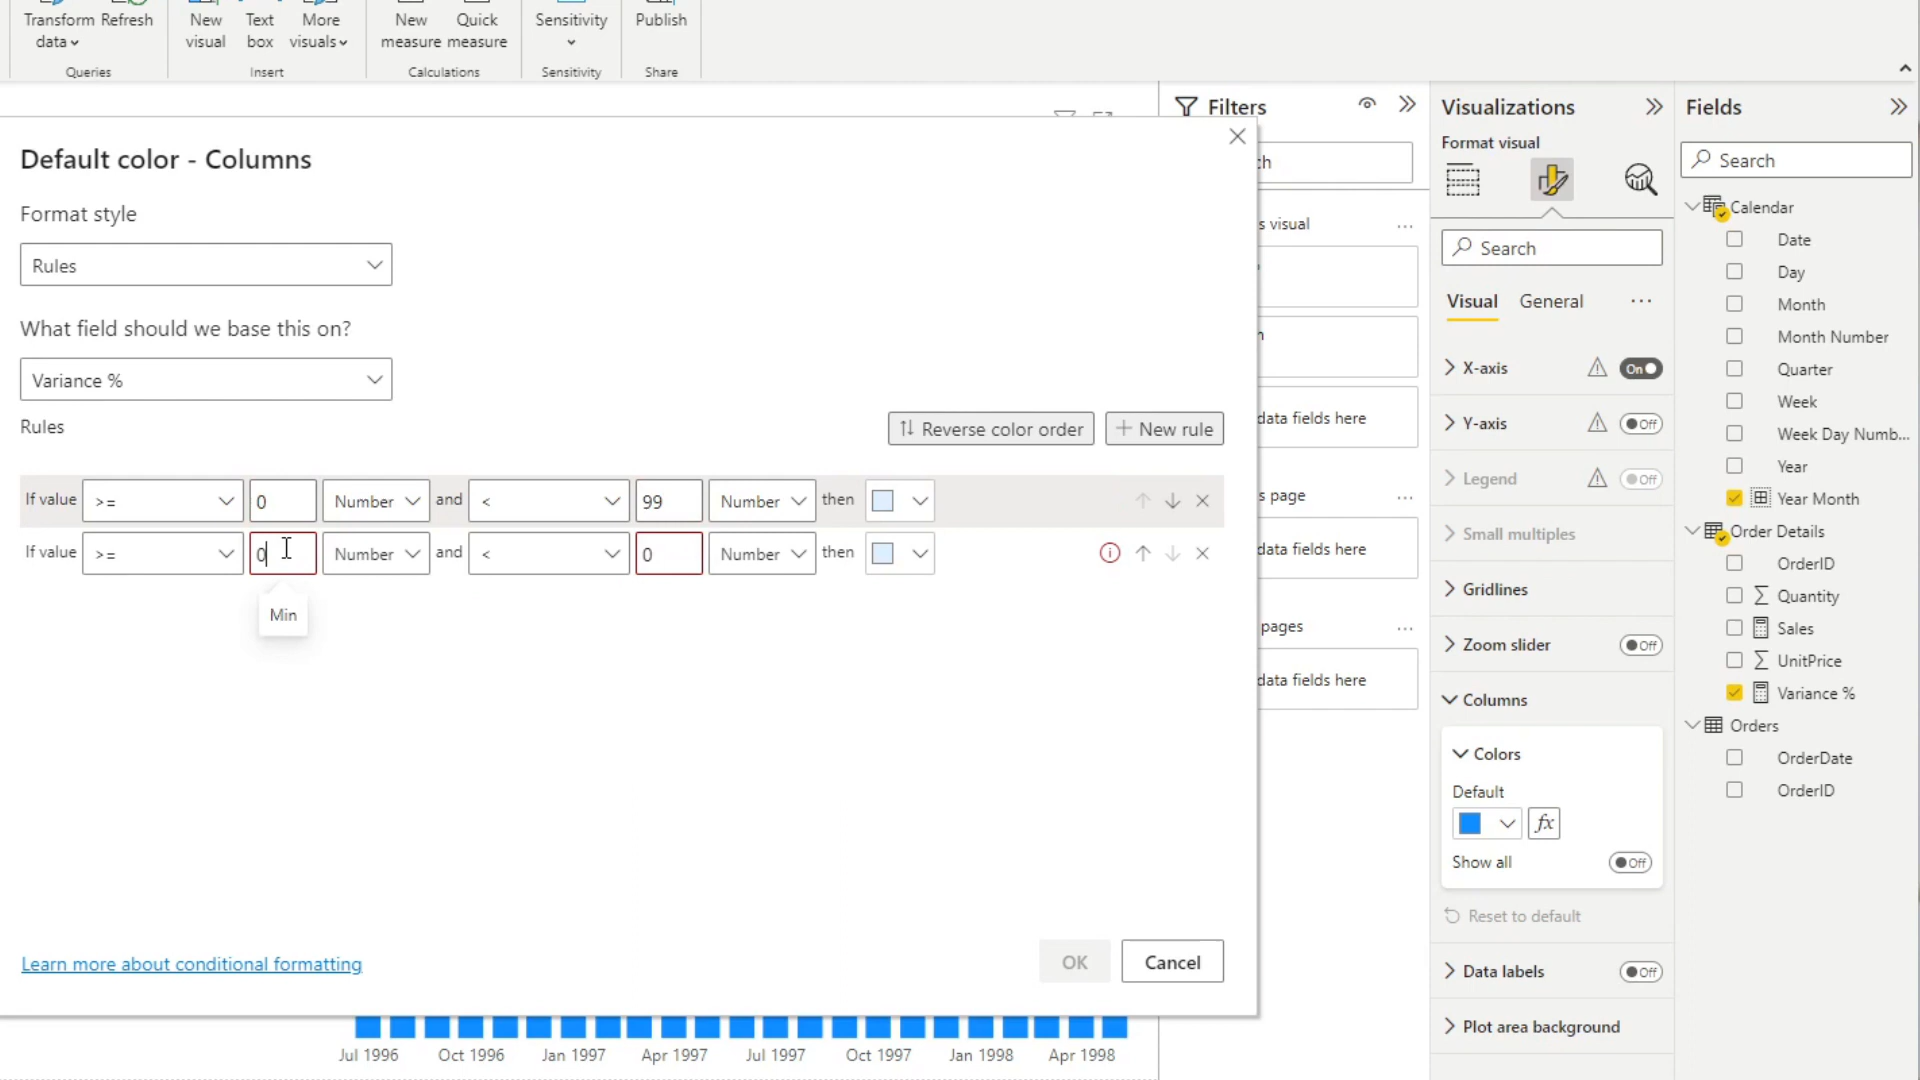 Transform
data
Refresh
New
visual
Text
box
More
visuals
New
measure
Quick
measure
Sensitivity
Publish
Queries
Insert
Calculations
Sensitivity
Share
Default color - Columns
Format style
Rules
What field should we base this on?
Variance %
Rules
Reverse color order
New rule
If value >= 0 Number and < 99 Number then
If value >= 0 Number and < 0 Number then
Min
Learn more about conditional formatting
OK
Cancel
Jul 1996 Oct 1996 Jan 1997 Apr 1997 Jul 1997 Oct 1997 Jan 1998 Apr 1998
Filters
ch
s visual
data fields here
s page
data fields here
pages
data fields here
Visualizations
Format visual
Search
Visual General
X-axis On
Y-axis Off
Legend Off
Small multiples
Gridlines
Zoom slider Off
Columns
Colors
Default
fx
Show all Off
Reset to default
Data labels Off
Plot area background
Fields
Search
Calendar
Date
Day
Month
Month Number
Quarter
Week
Week Day Numb...
Year
Year Month
Order Details
OrderID
Quantity
Sales
UnitPrice
Variance %
Orders
OrderDate
OrderID